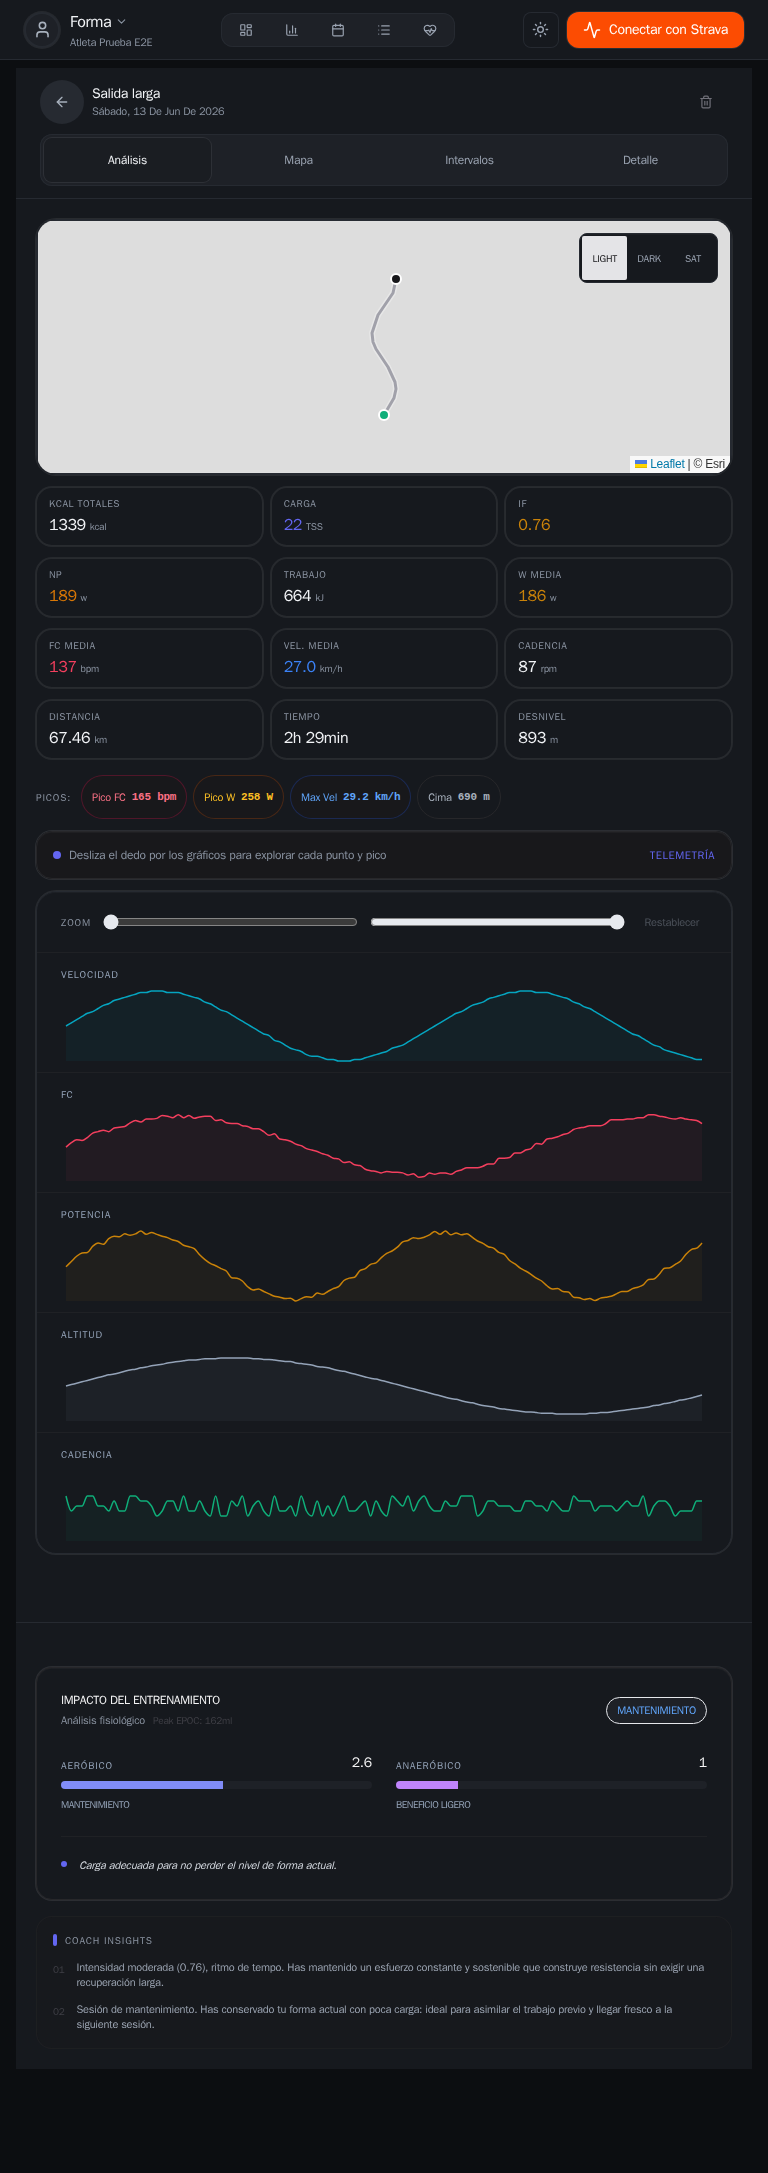 Forma
Atleta Prueba E2E
Conectar con Strava
Salida larga
Sábado, 13 De Jun De 2026
Análisis
Mapa
Intervalos
Detalle
LIGHT
DARK
SAT
Leaflet | © Esri
KCAL TOTALES
1339 kcal
CARGA
22 TSS
IF
0.76
NP
189 w
TRABAJO
664 kJ
W MEDIA
186 w
FC MEDIA
137 bpm
VEL. MEDIA
27.0 km/h
CADENCIA
87 rpm
DISTANCIA
67.46 km
TIEMPO
2h 29min
DESNIVEL
893 m
PICOS:
Pico FC 165 bpm
Pico W 258 W
Max Vel 29.2 km/h
Cima 690 m
Desliza el dedo por los gráficos para explorar cada punto y pico
TELEMETRÍA
ZOOM
Restablecer
VELOCIDAD
FC
POTENCIA
ALTITUD
CADENCIA
IMPACTO DEL ENTRENAMIENTO
Análisis fisiológico Peak EPOC: 162ml
MANTENIMIENTO
AERÓBICO
2.6
MANTENIMIENTO
ANAERÓBICO
1
BENEFICIO LIGERO
Carga adecuada para no perder el nivel de forma actual.
COACH INSIGHTS
01 Intensidad moderada (0.76), ritmo de tempo. Has mantenido un esfuerzo constante y sostenible que construye resistencia sin exigir una
recuperación larga.
02 Sesión de mantenimiento. Has conservado tu forma actual con poca carga: ideal para asimilar el trabajo previo y llegar fresco a la
siguiente sesión.